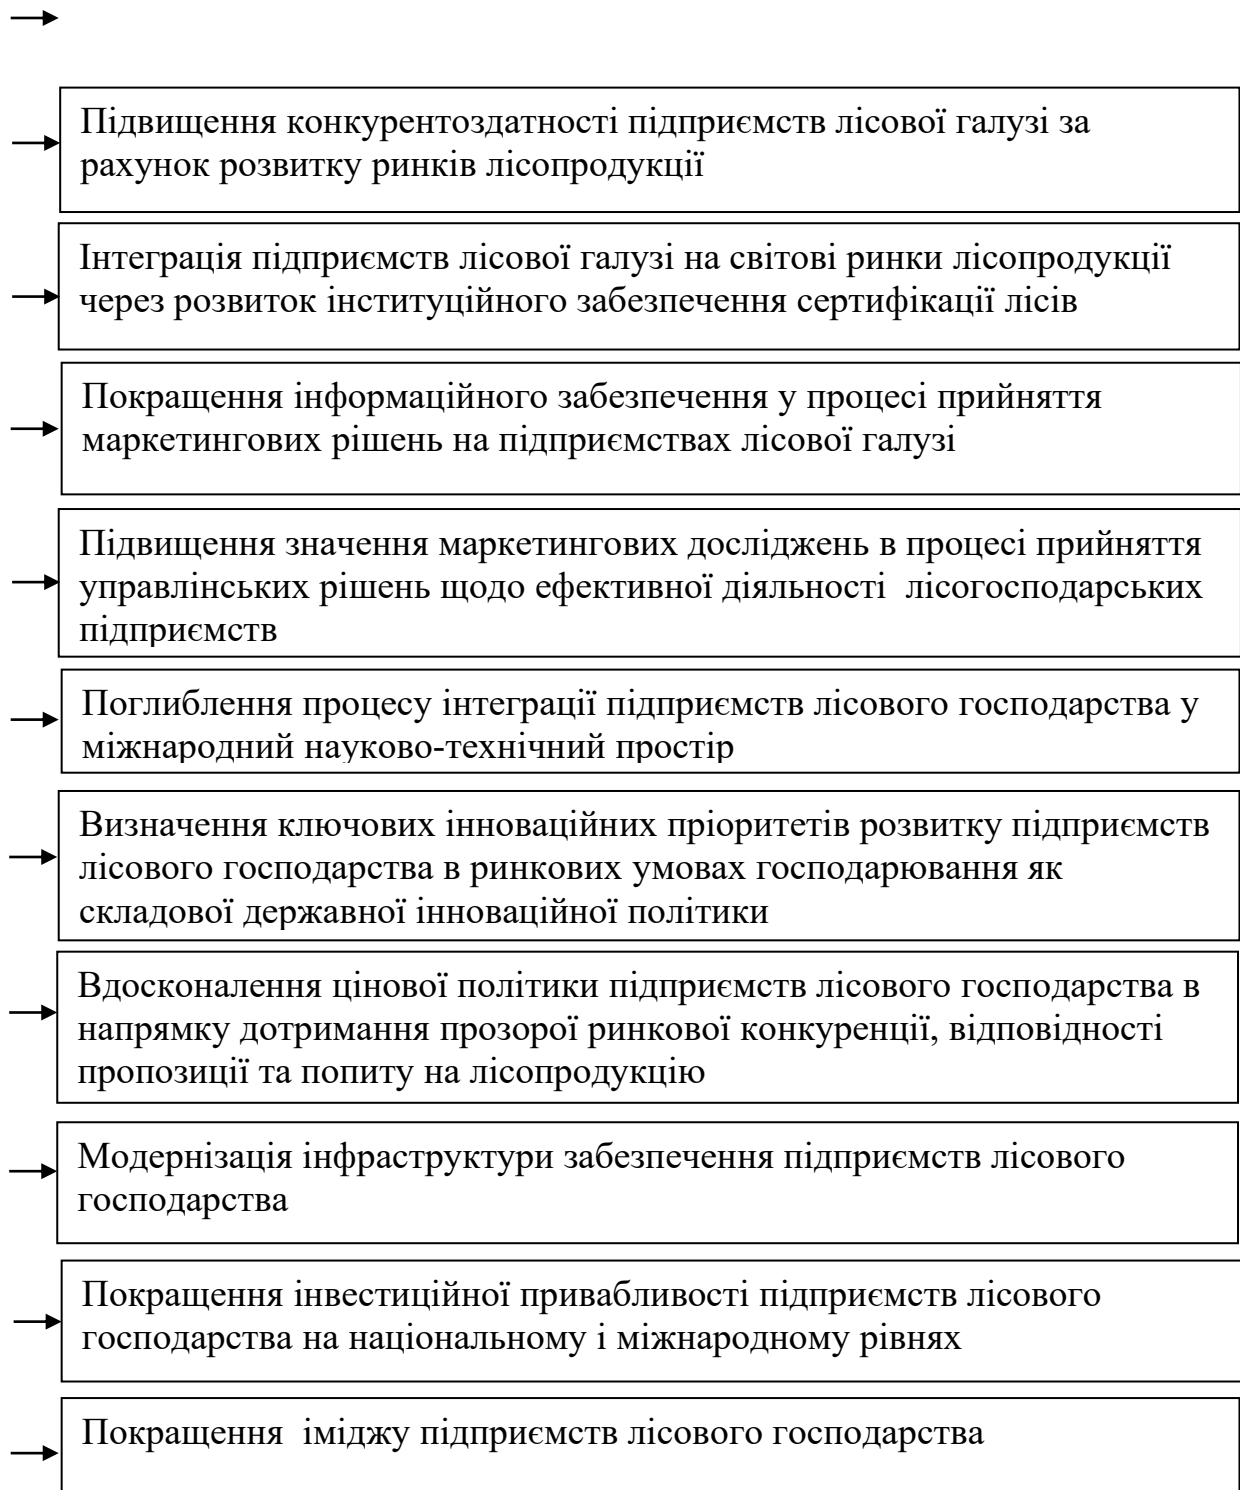 Підвищення конкурентоздатності підприємств лісової галузі за
рахунок розвитку ринків лісопродукції
Інтеграція підприємств лісової галузі на світові ринки лісопродукції
через розвиток інституційного забезпечення сертифікації лісів
Покращення інформаційного забезпечення у процесі прийняття
маркетингових рішень на підприємствах лісової галузі
Підвищення значення маркетингових досліджень в процесі прийняття
управлінських рішень щодо ефективної діяльності  лісогосподарських
підприємств
Поглиблення процесу інтеграції підприємств лісового господарства у
міжнародний науково-технічний простір
Визначення ключових інноваційних пріоритетів розвитку підприємств
лісового господарства в ринкових умовах господарювання як
складової державної інноваційної політики
Вдосконалення цінової політики підприємств лісового господарства в
напрямку дотримання прозорої ринкової конкуренції, відповідності
пропозиції та попиту на лісопродукцію
Модернізація інфраструктури забезпечення підприємств лісового
господарства
Покращення інвестиційної привабливості підприємств лісового
господарства на національному і міжнародному рівнях
Покращення  іміджу підприємств лісового господарства